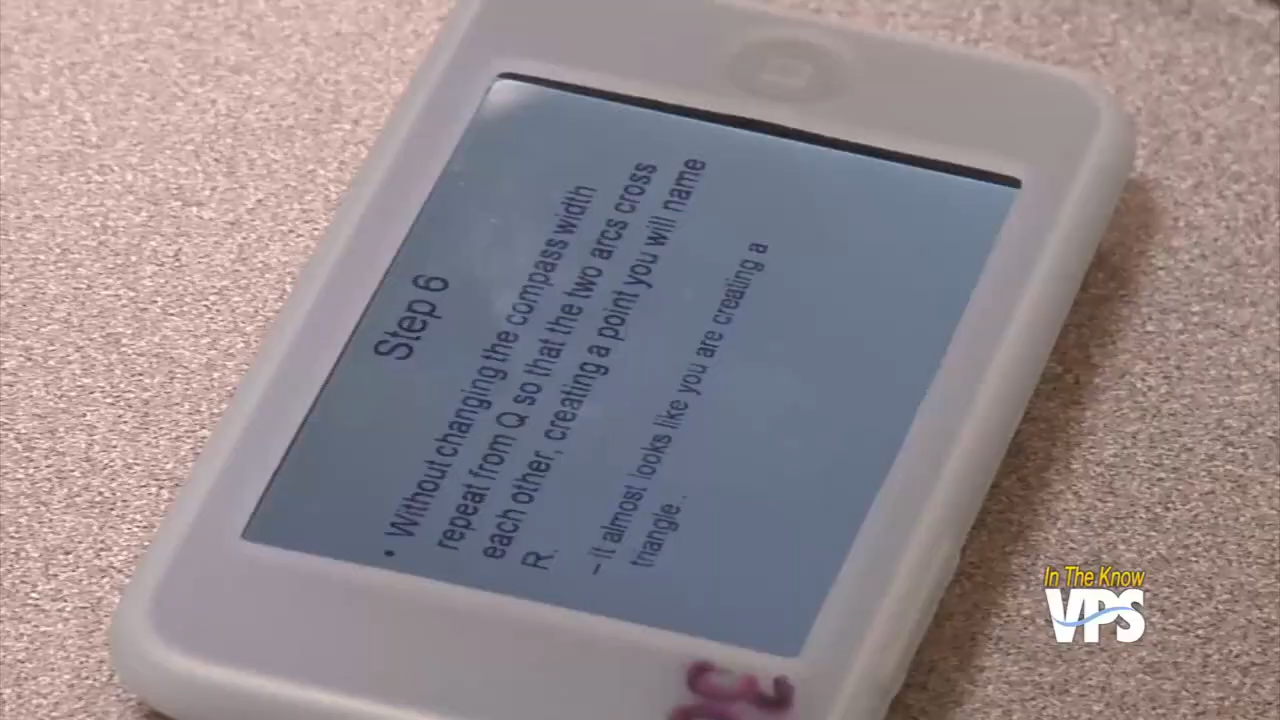 Step 6
• Without changing the compass width
repeat from Q so that the two arcs cross
each other, creating a point you will name
R.
– it almost looks like you are creating a
triangle..
In The Know
VPS